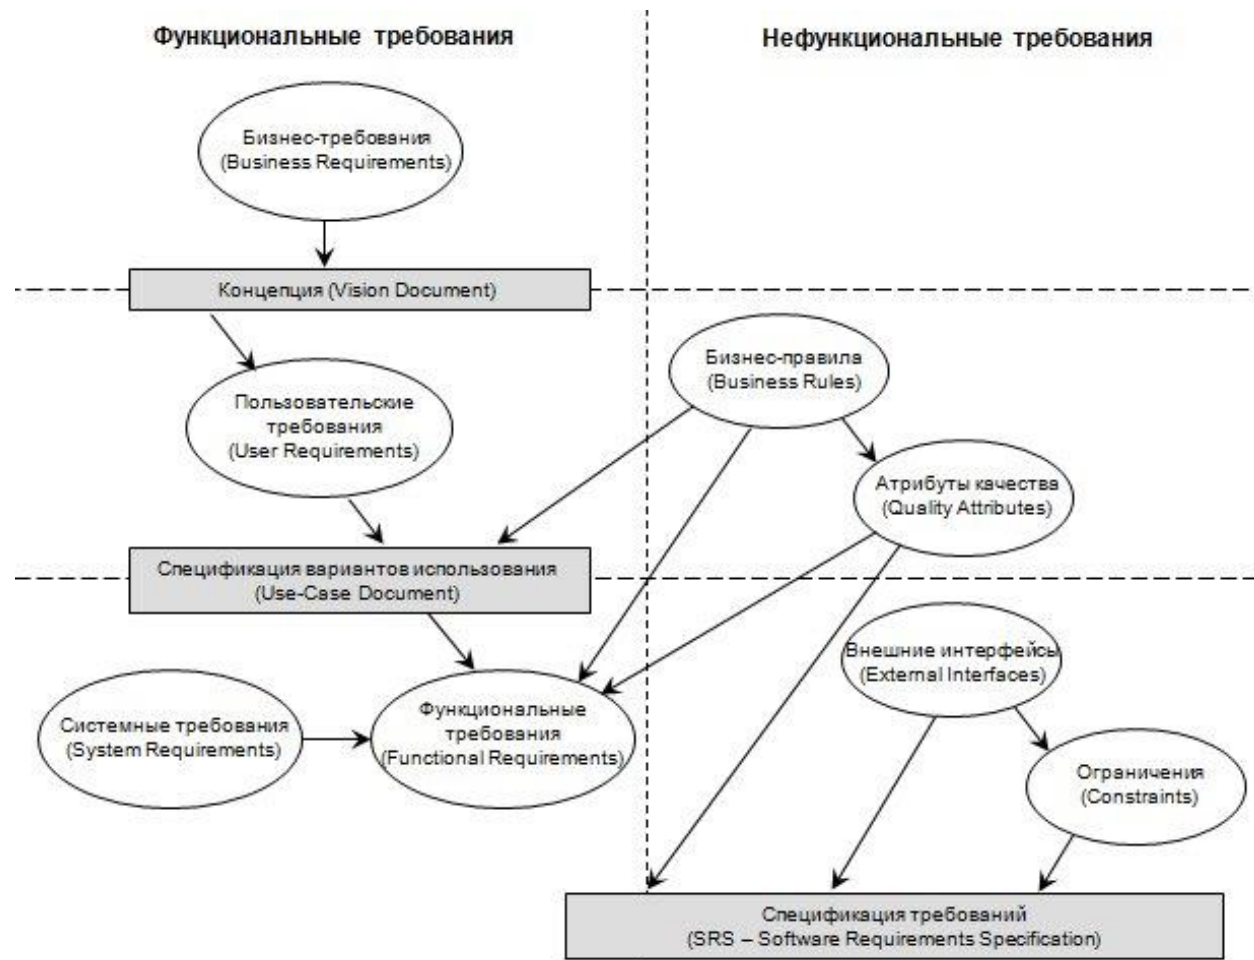 Функциональные требования
Нефункциональные требования
Бизнес-требования
(Business Requirements)
Концепция (Vision Document)
Бизнес-правила
(Business Rules)
Пользовательские
требования
(User Requirements)
Атрибуты качества
(Quality Attributes)
Спецификация вариантов использования
(Use-Case Document)
Внешние интерфейсы
(External Interfaces)
Системные требования
(System Requirements)
Функциональные
требования
(Functional Requirements)
Ограничения
(Constraints)
Спецификация требований
(SRS – Software Requirements Specification)